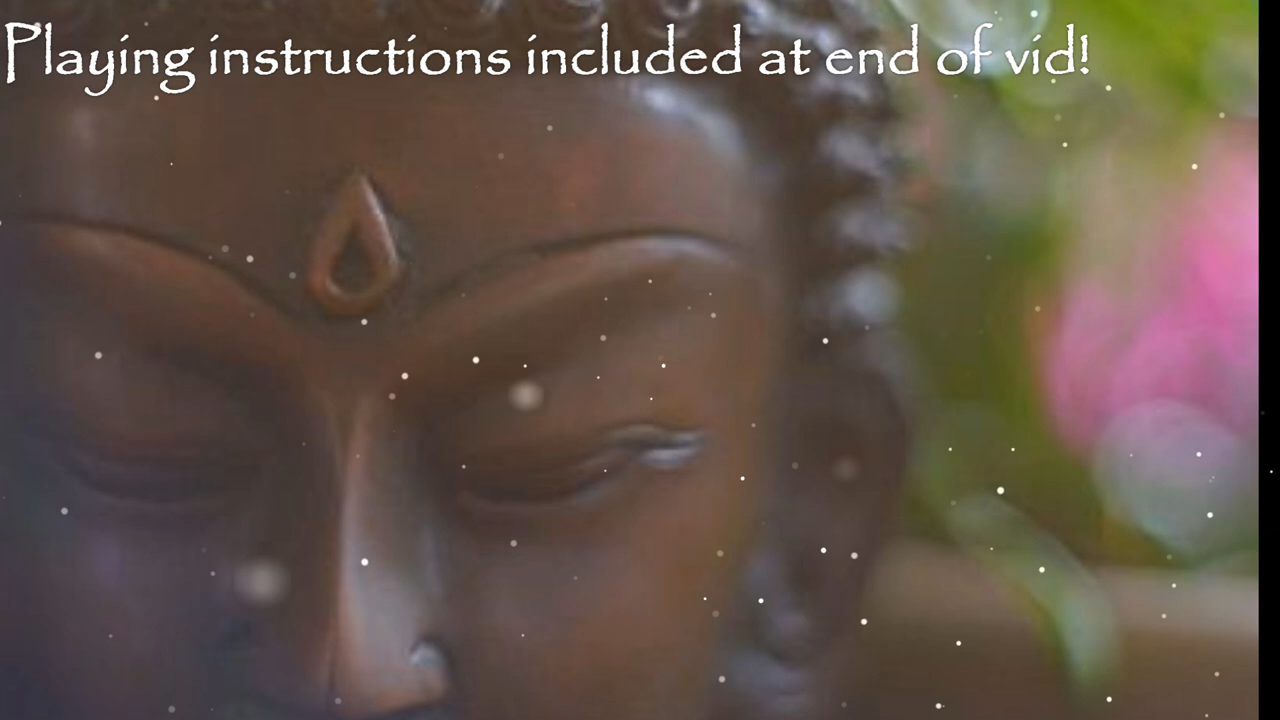 Playing instructions included at end of vid!